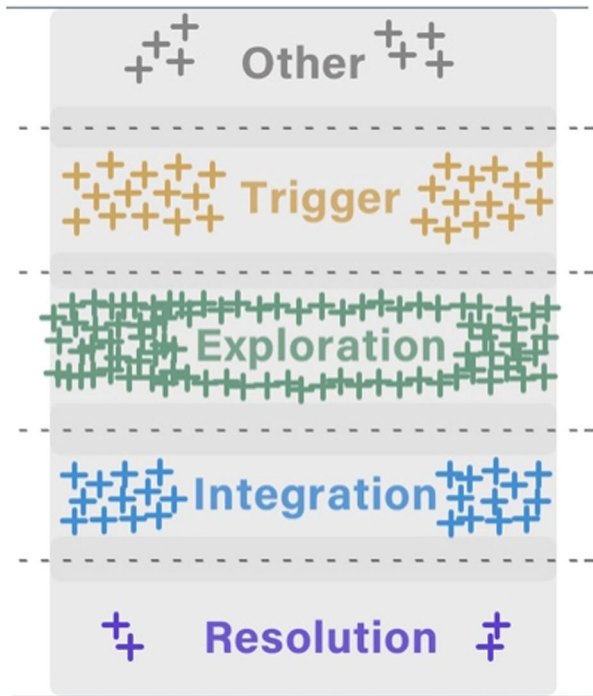 Other
Trigger
Exploration
Integration
Resolution